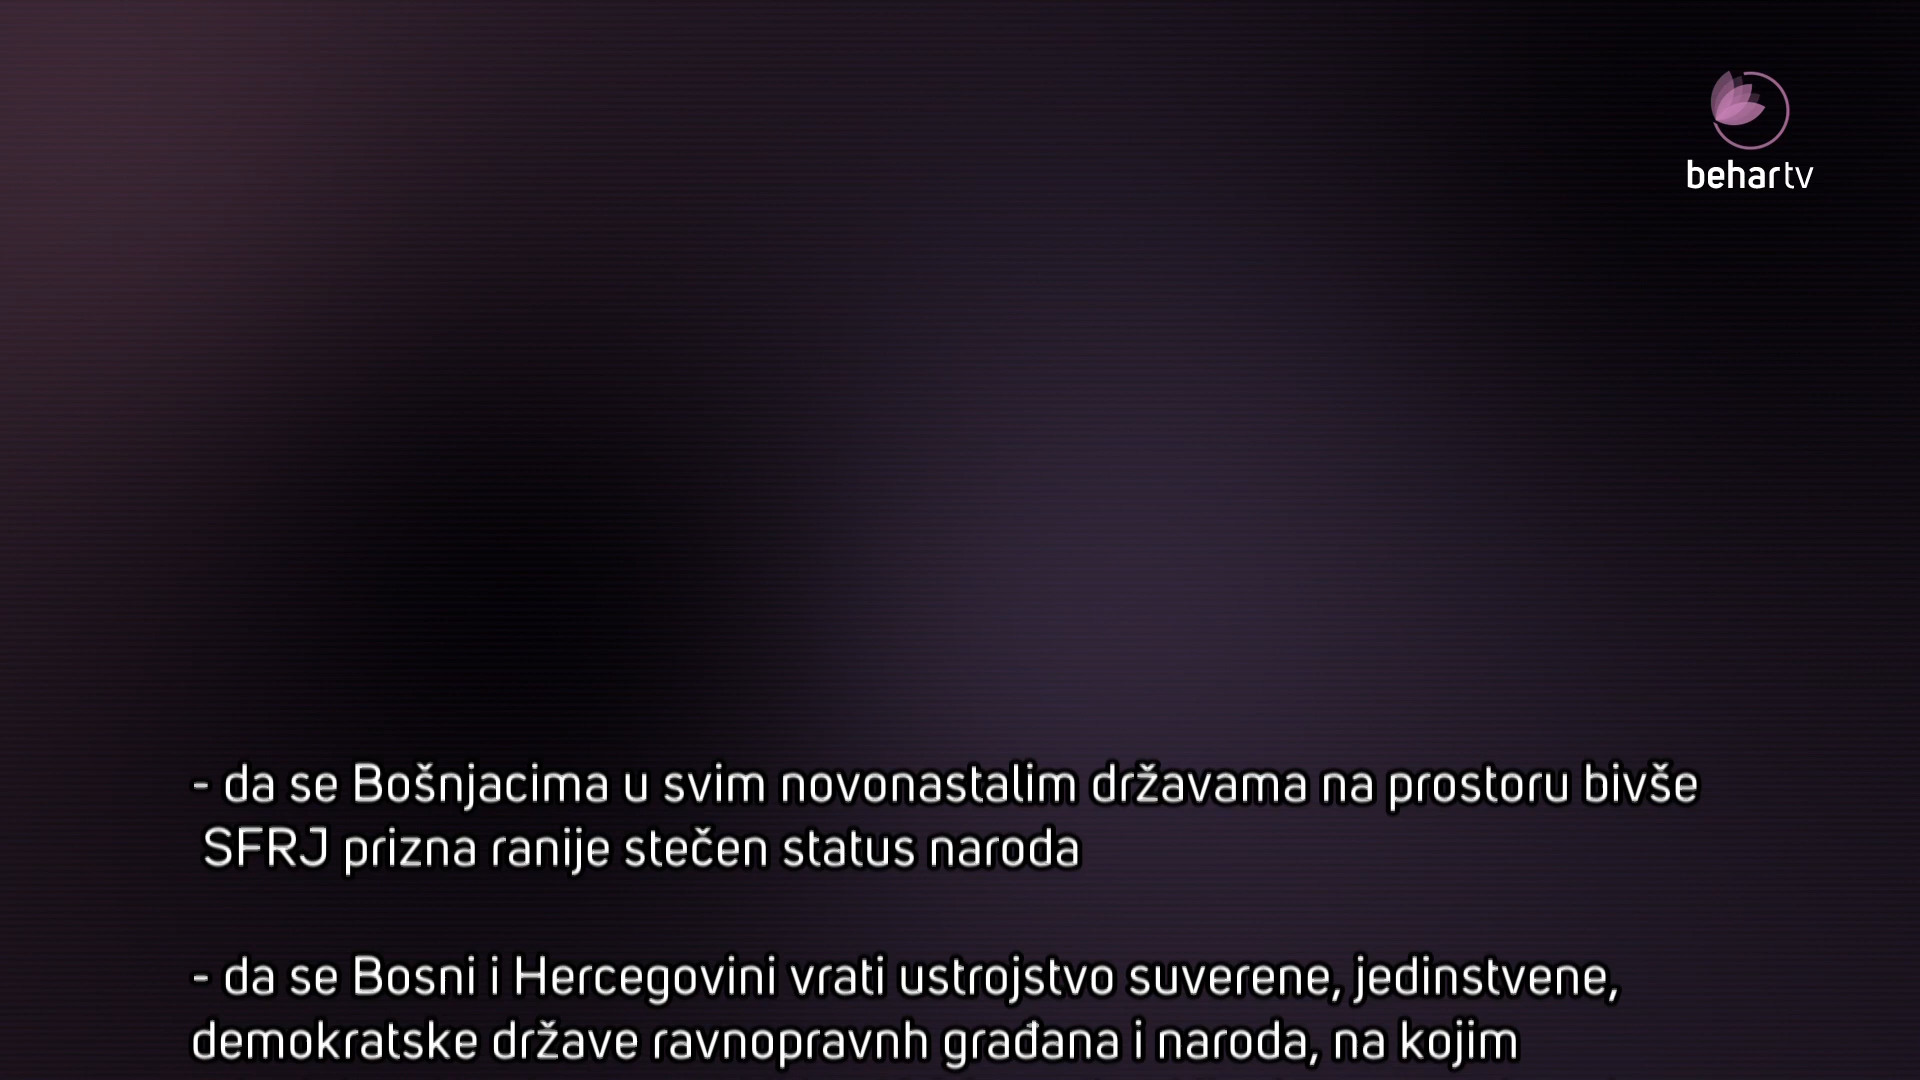 behartv
- da se Bošnjacima u svim novonastalim državama na prostoru bivše
SFRJ prizna ranije stečen status naroda
- da se Bosni i Hercegovini vrati ustrojstvo suverene, jedinstvene,
demokratske države ravnopravnh građana i naroda, na kojim